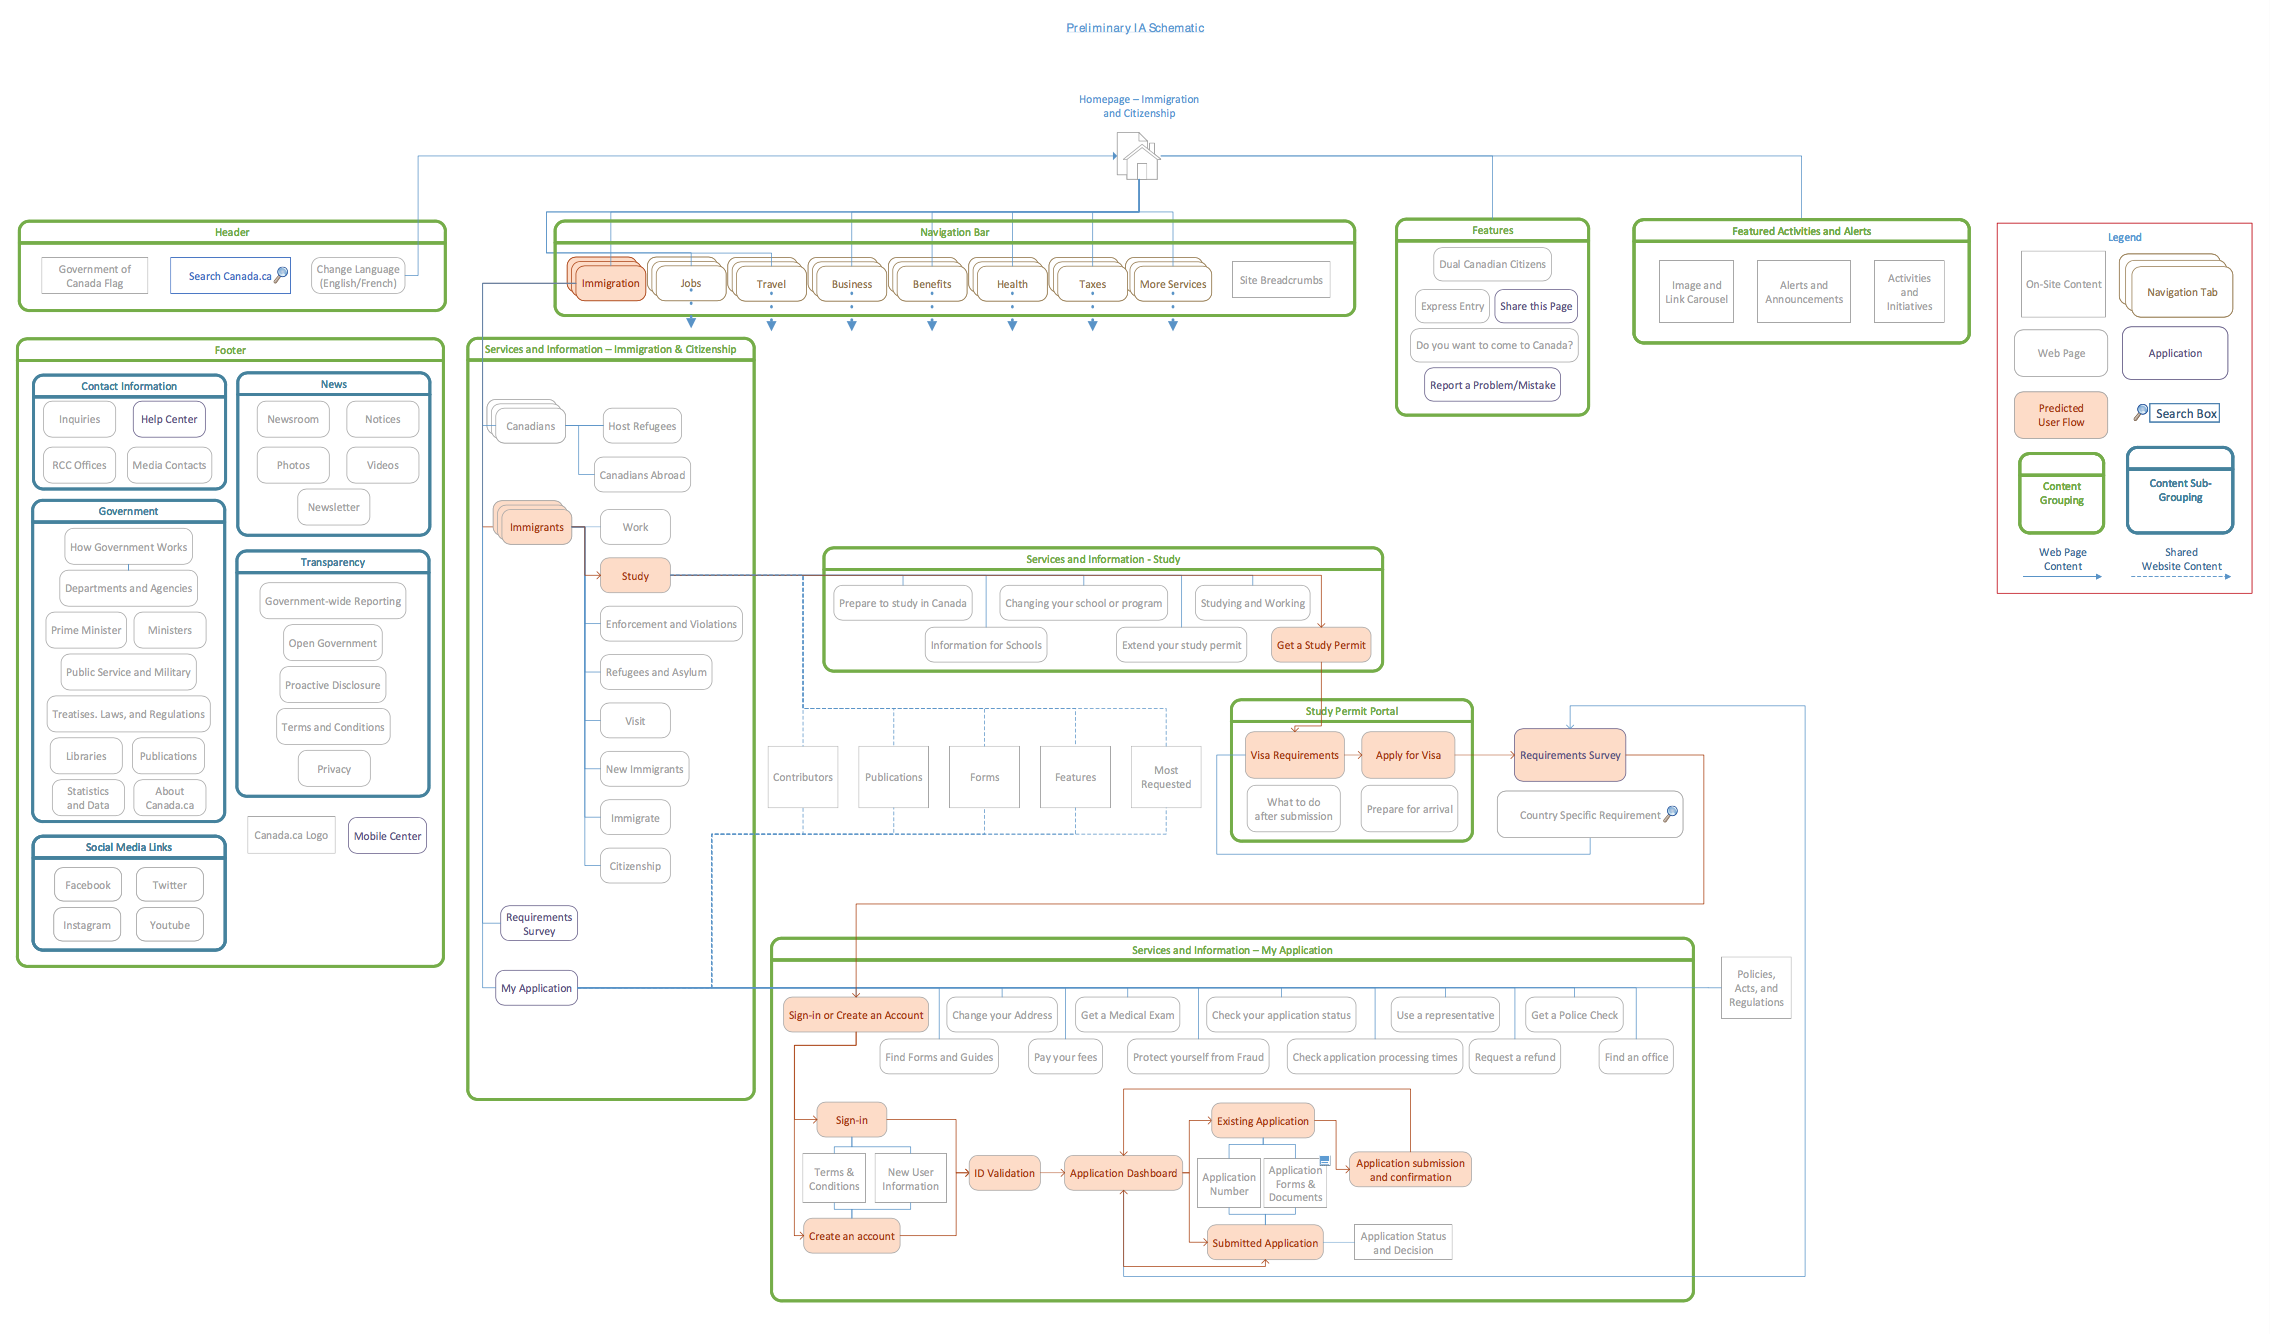 Preliminary IA Schematic
Homepage – Immigration
and Citizenship
Header
Government of
Canada Flag
Search Canada.ca
Change Language
(English/French)
Navigation Bar
Immigration
Jobs
Travel
Business
Benefits
Health
Taxes
More Services
Site Breadcrumbs
Features
Dual Canadian Citizens
Express Entry
Share this Page
Do you want to come to Canada?
Report a Problem/Mistake
Featured Activities and Alerts
Image and
Link Carousel
Alerts and
Announcements
Activities
and
Initiatives
Legend
On-Site Content
Navigation Tab
Web Page
Application
Predicted
User Flow
Search Box
Content
Grouping
Content Sub-
Grouping
Web Page
Content
Shared
Website Content
Footer
Contact Information
Inquiries
Help Center
RCC Offices
Media Contacts
News
Newsroom
Notices
Photos
Videos
Newsletter
Government
How Government Works
Departments and Agencies
Prime Minister
Ministers
Public Service and Military
Treatises. Laws, and Regulations
Libraries
Publications
Statistics
and Data
About
Canada.ca
Transparency
Government-wide Reporting
Open Government
Proactive Disclosure
Terms and Conditions
Privacy
Canada.ca Logo
Mobile Center
Social Media Links
Facebook
Twitter
Instagram
Youtube
Services and Information – Immigration & Citizenship
Canadians
Host Refugees
Canadians Abroad
Immigrants
Work
Study
Enforcement and Violations
Refugees and Asylum
Visit
New Immigrants
Immigrate
Citizenship
Requirements
Survey
My Application
Services and Information - Study
Prepare to study in Canada
Changing your school or program
Studying and Working
Information for Schools
Extend your study permit
Get a Study Permit
Contributors
Publications
Forms
Features
Most
Requested
Study Permit Portal
Visa Requirements
Apply for Visa
What to do
after submission
Prepare for arrival
Requirements Survey
Country Specific Requirement
Services and Information – My Application
Sign-in or Create an Account
Change your Address
Get a Medical Exam
Check your application status
Use a representative
Get a Police Check
Find Forms and Guides
Pay your fees
Protect yourself from Fraud
Check application processing times
Request a refund
Find an office
Policies,
Acts, and
Regulations
Sign-in
Terms &
Conditions
New User
Information
Create an account
ID Validation
Application Dashboard
Existing Application
Application
Number
Application
Forms &
Documents
Submitted Application
Application submission
and confirmation
Application Status
and Decision